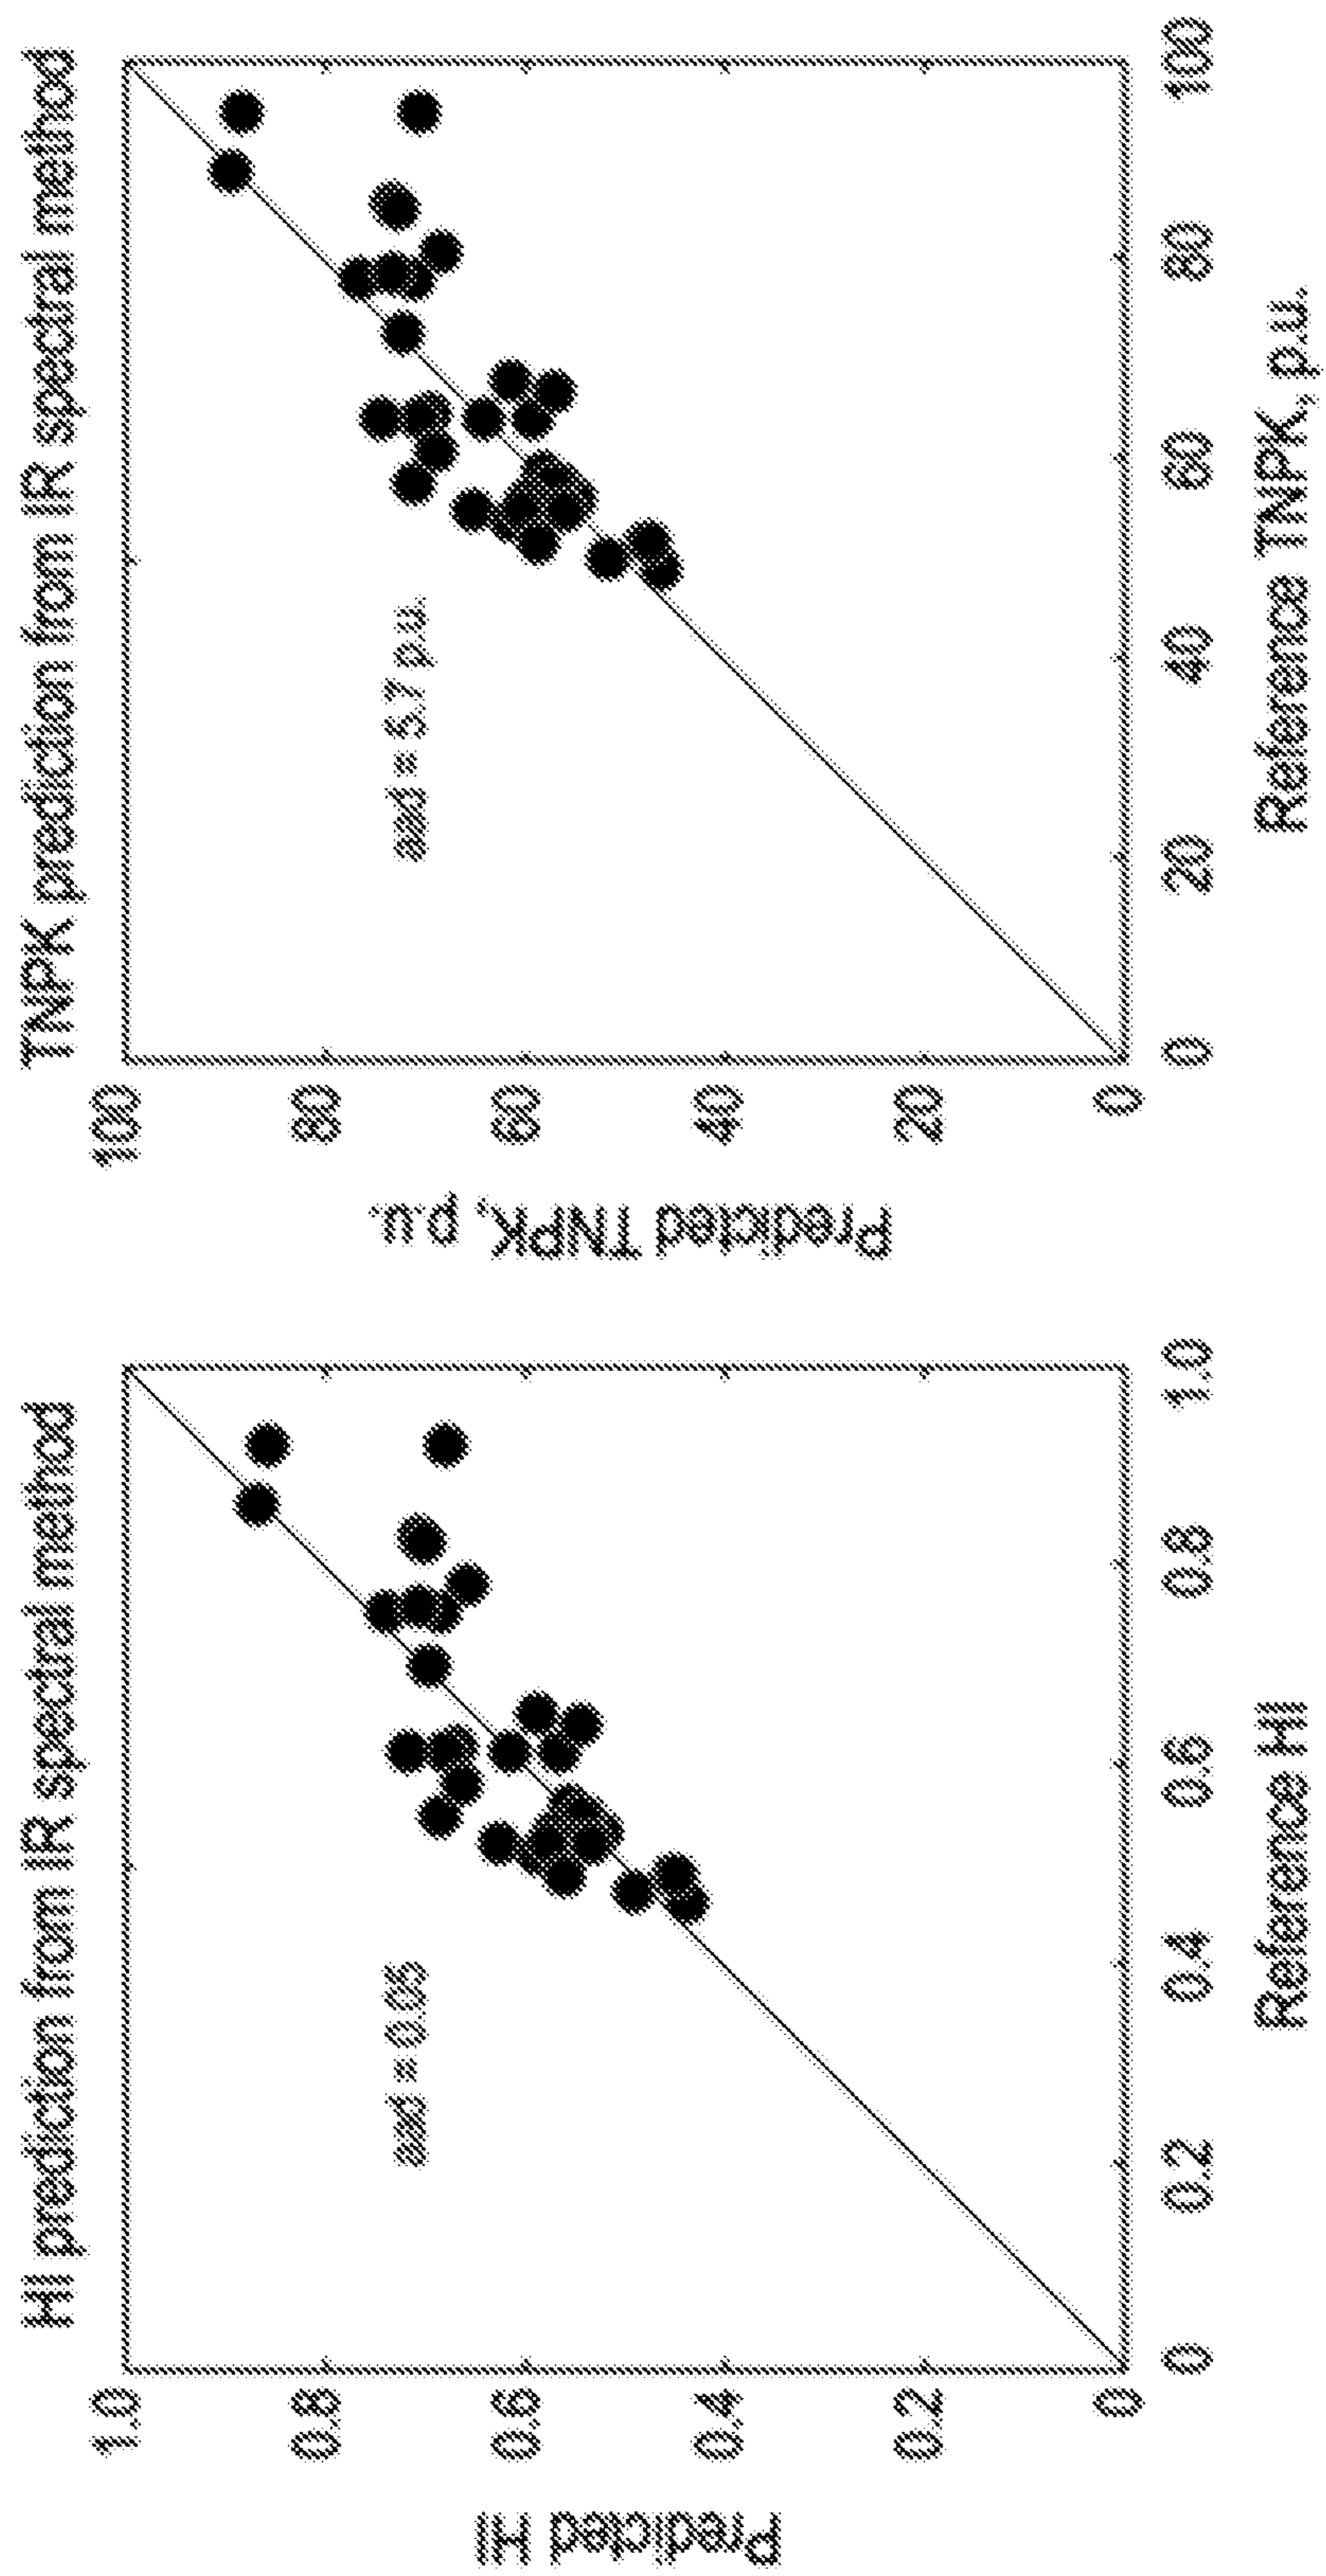 HI prediction from IR spectral method
Predicted HI
1.0
0.8
0.6
0.4
0.2
0
aad = 0.05
0 0.2 0.4 0.6 0.8 1.0
Reference HI
TNPK prediction from IR spectral method
Predicted TNPK, p.u.
100
80
60
40
20
0
aad = 5.7 p.u.
0 20 40 60 80 100
Reference TNPK, p.u.